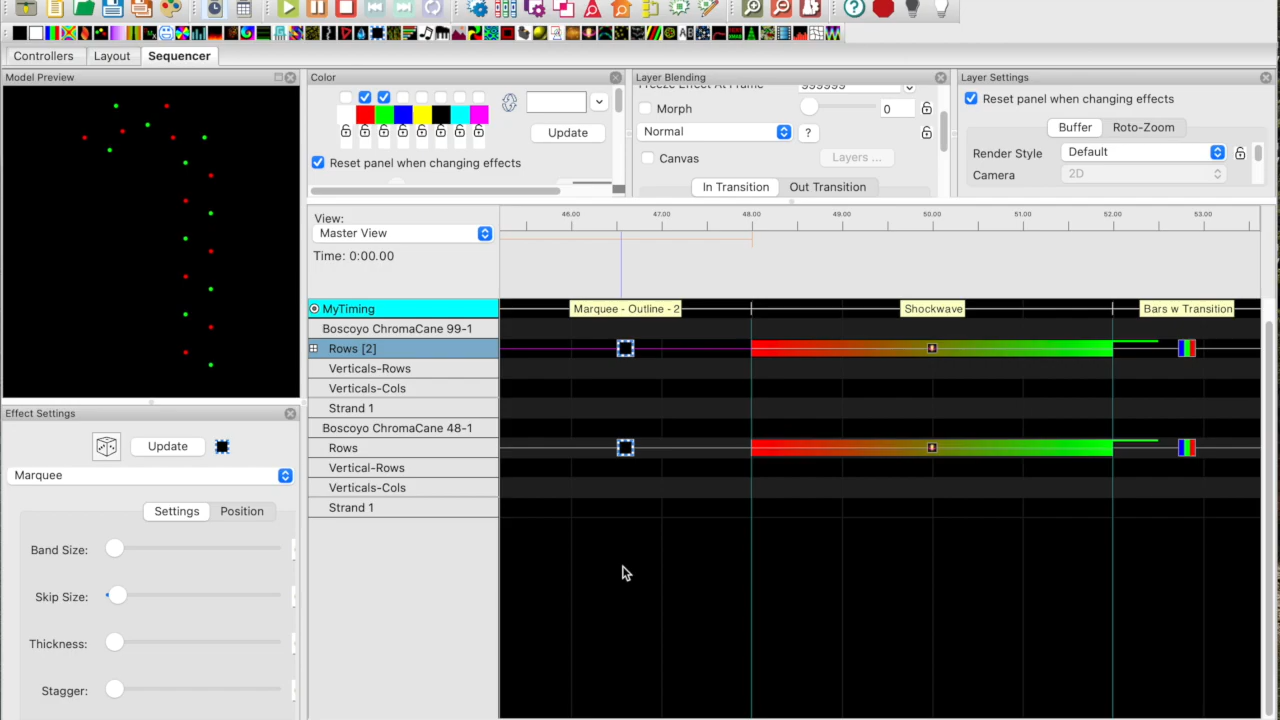 Controllers Layout Sequencer
Model Preview
Color
Layer Blending
Layer Settings
Freeze Effect At Frame 999999
Reset panel when changing effects
Morph 0
Buffer Roto-Zoom
Update
Normal ?
Render Style Default
Canvas Layers ...
Reset panel when changing effects
Camera 2D
In Transition Out Transition
View:
46.00 47.00 48.00 49.00 50.00 51.00 52.00 53.00
Master View
Time: 0:00.00
MyTiming
Marquee - Outline - 2
Shockwave
Bars w Transition
Boscoyo ChromaCane 99-1
Rows [2]
Verticals-Rows
Verticals-Cols
Strand 1
Boscoyo ChromaCane 48-1
Rows
Vertical-Rows
Verticals-Cols
Strand 1
Effect Settings
Update
Marquee
Settings Position
Band Size:
Skip Size:
Thickness:
Stagger: